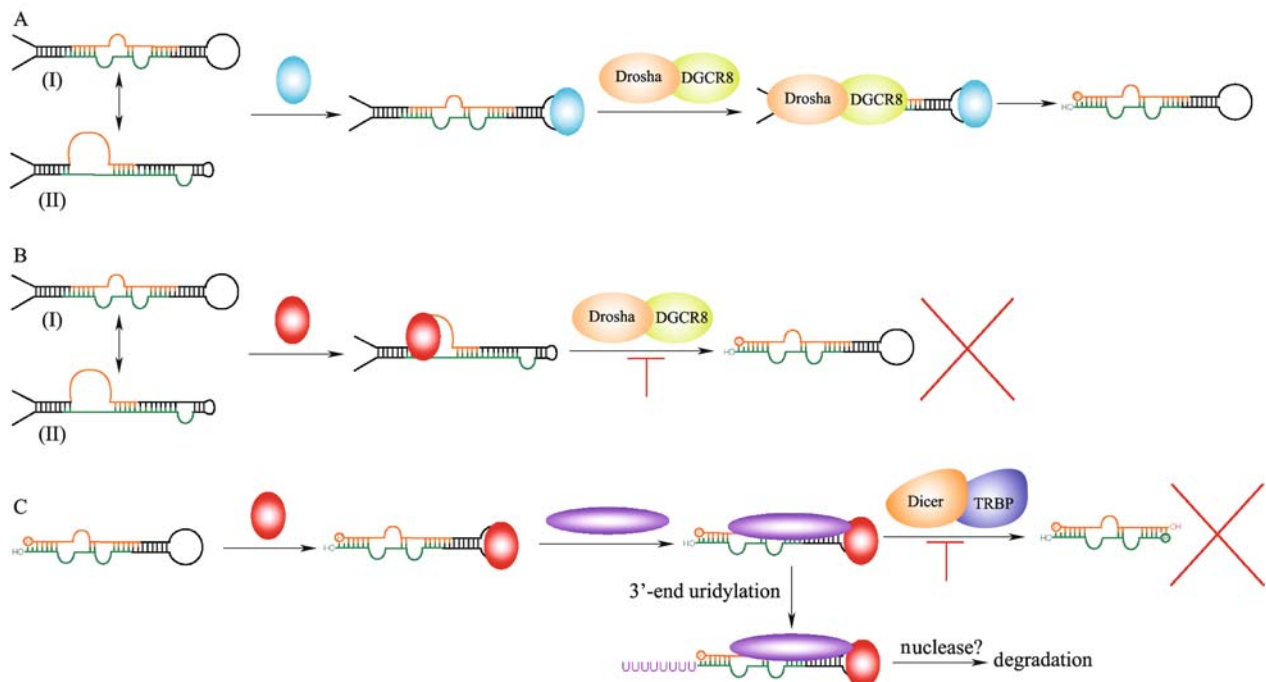 A
(I)
(II)
Drosha
DGCR8
Drosha
DGCR8
HO
B
(I)
(II)
Drosha
DGCR8
HO
C
HO
HO
HO
Dicer
TRBP
HO
OH
3’-end uridylation
UUUUUUUU
nuclease?
degradation